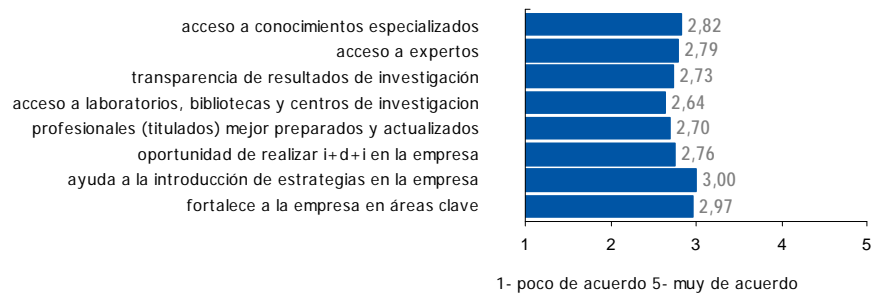 acceso a conocimientos especializados 2,82
acceso a expertos 2,79
transparencia de resultados de investigación 2,73
acceso a laboratorios, bibliotecas y centros de investigacion 2,64
profesionales (titulados) mejor preparados y actualizados 2,70
oportunidad de realizar i+d+i en la empresa 2,76
ayuda a la introducción de estrategias en la empresa 3,00
fortalece a la empresa en áreas clave 2,97
1 2 3 4 5
1- poco de acuerdo 5- muy de acuerdo